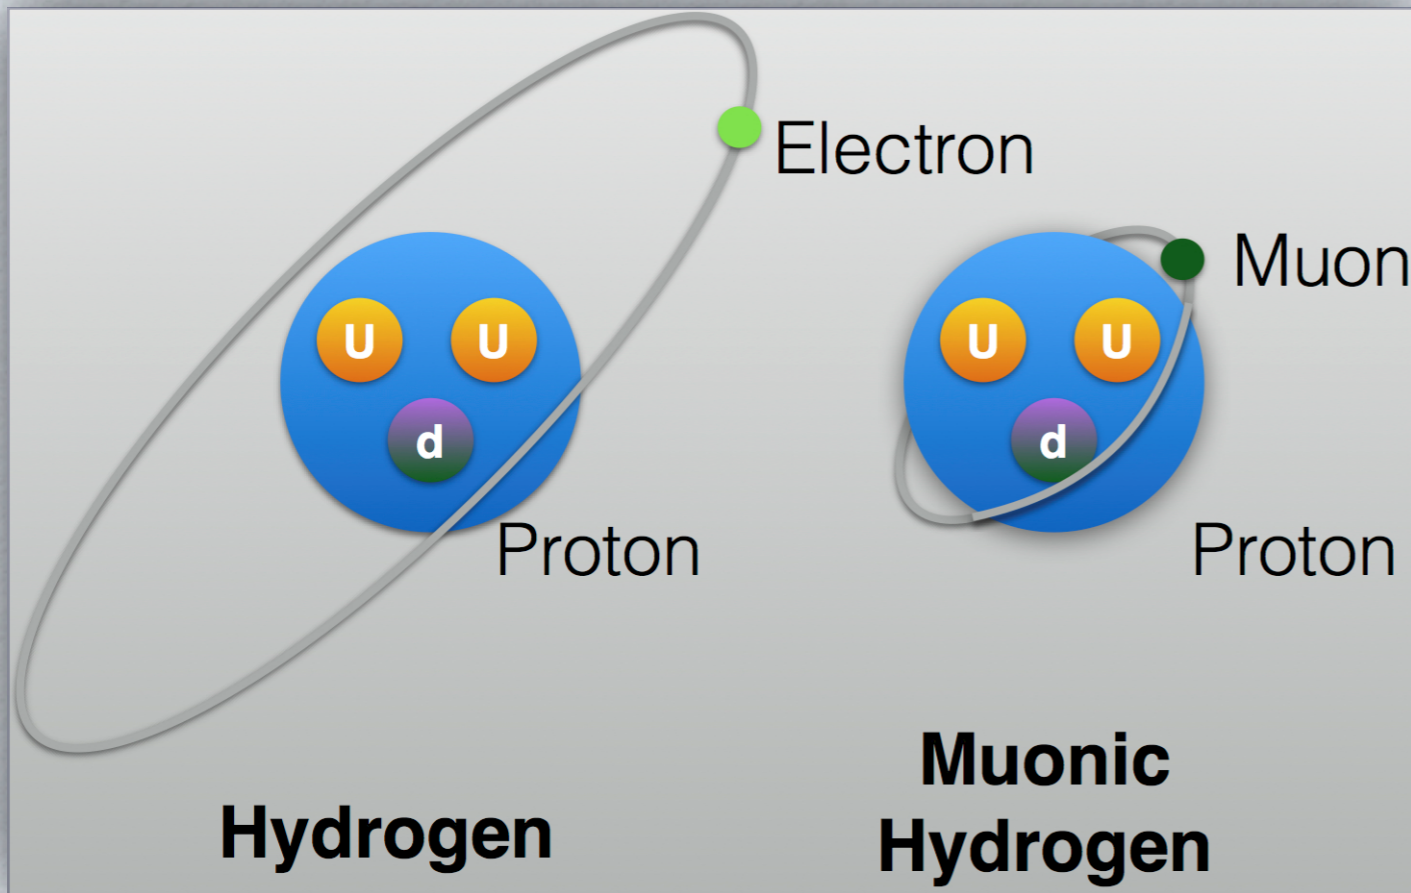 Electron
U U
d
Proton
Hydrogen
Muon
U U
d
Proton
Muonic
Hydrogen